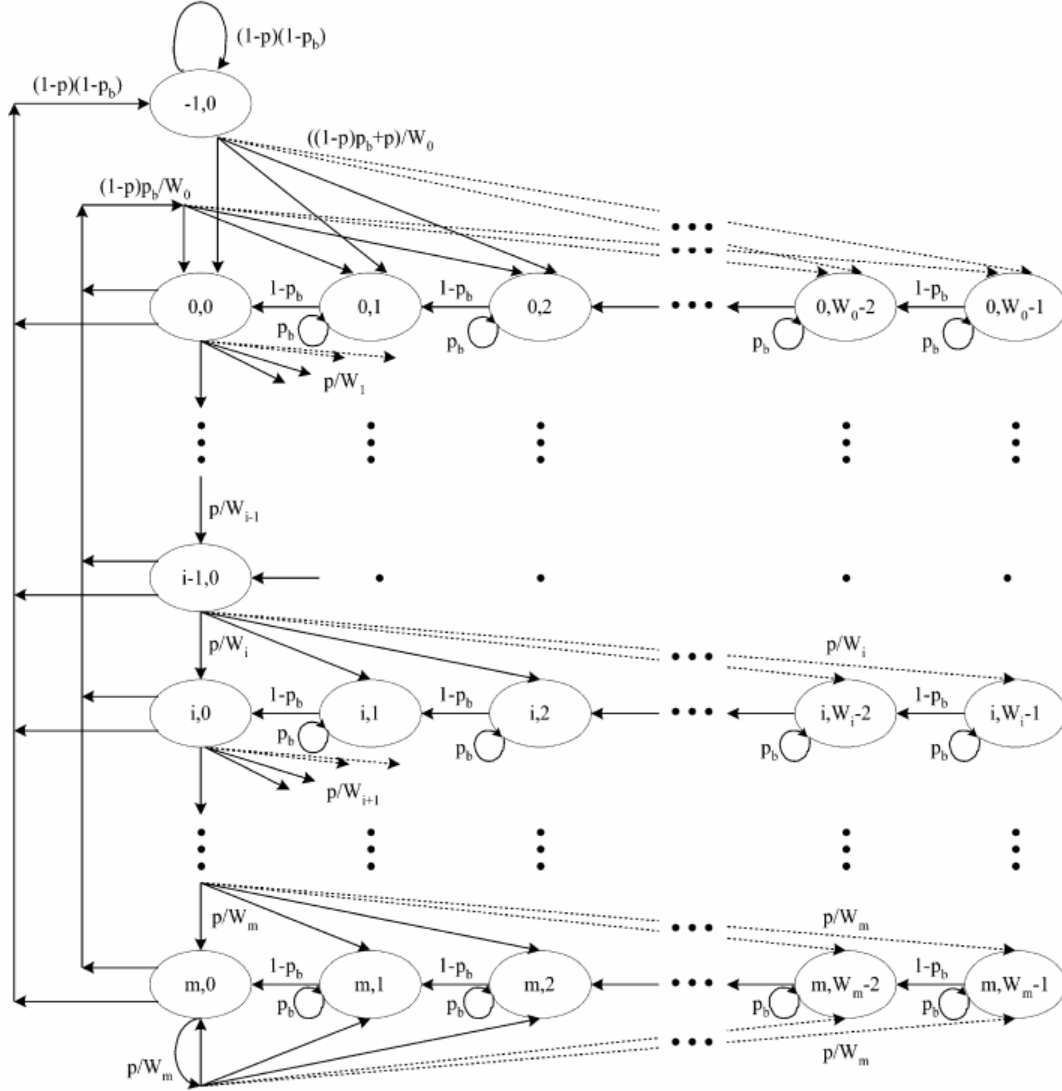 (1-p)(1-p_b)
(1-p)(1-p_b)
-1,0
((1-p)p_b+p)/W_0
(1-p)p_b/W_0
1-p_b 1-p_b 1-p_b
0,0 0,1 0,2 0,W_0-2 0,W_0-1
p_b p_b p_b p_b
p/W_1
p/W_{i-1}
i-1,0
p/W_i p/W_i
1-p_b 1-p_b 1-p_b
i,0 i,1 i,2 i,W_i-2 i,W_i-1
p_b p_b p_b p_b
p/W_{i+1}
p/W_m p/W_m
1-p_b 1-p_b 1-p_b
m,0 m,1 m,2 m,W_m-2 m,W_m-1
p_b p_b p_b p_b
p/W_m p/W_m